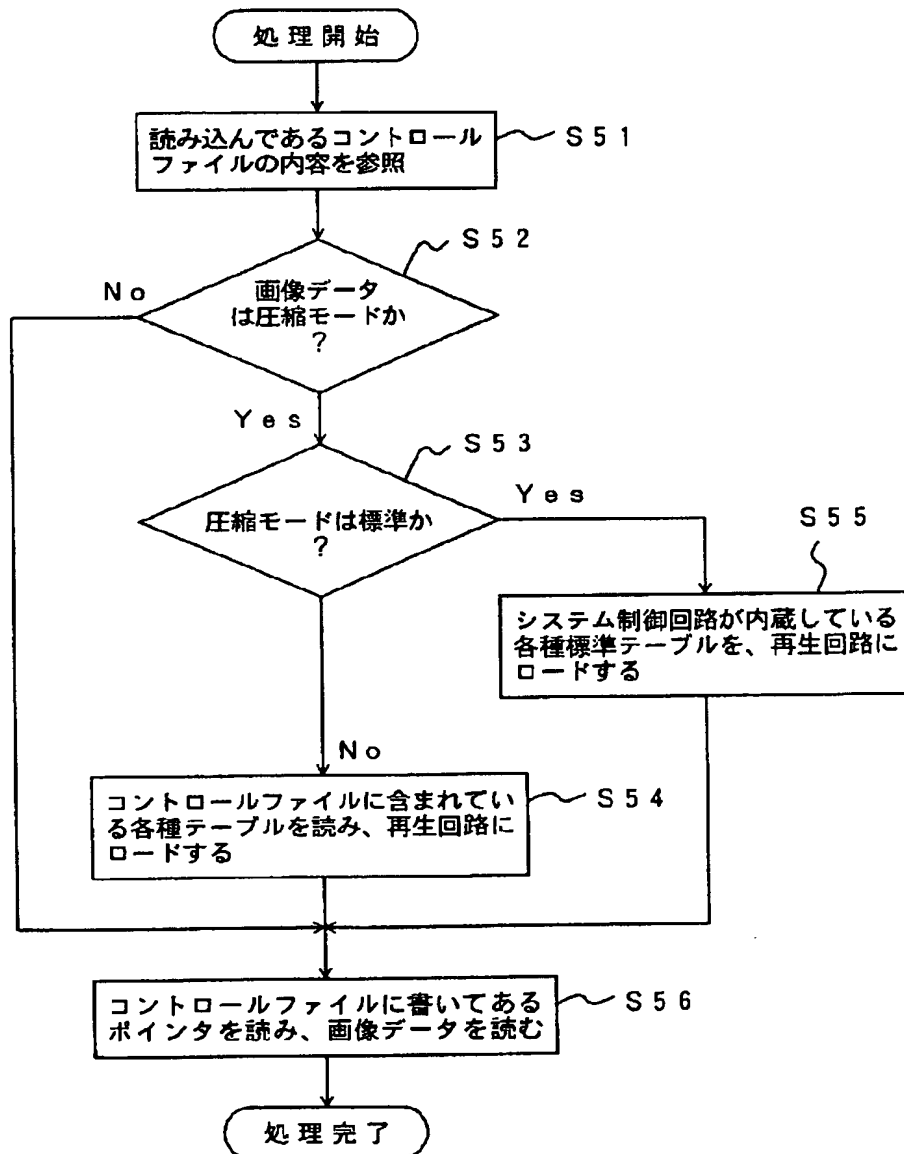 処理開始
読み込んであるコントロール
ファイルの内容を参照
S51
S52
No
画像データ
は圧縮モードか
?
Yes
S53
圧縮モードは標準か
?
Yes
S55
システム制御回路が内蔵している
各種標準テーブルを、再生回路に
ロードする
No
コントロールファイルに含まれてい
る各種テーブルを読み、再生回路に
ロードする
S54
コントロールファイルに書いてある
ポインタを読み、画像データを読む
S56
処理完了